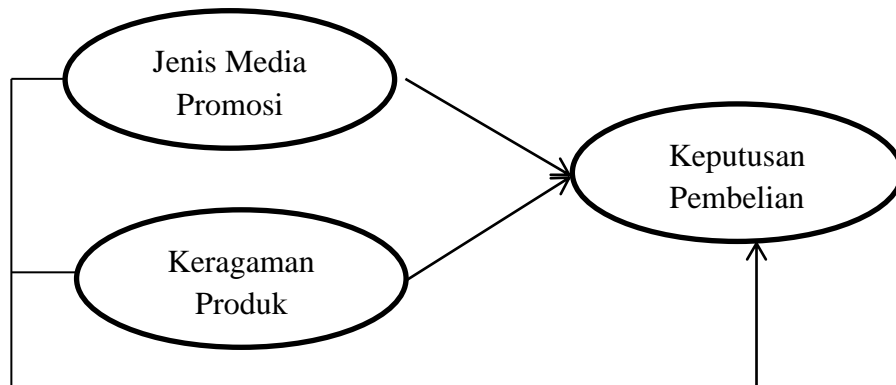 Jenis Media
Promosi
Keputusan
Pembelian
Keragaman
Produk